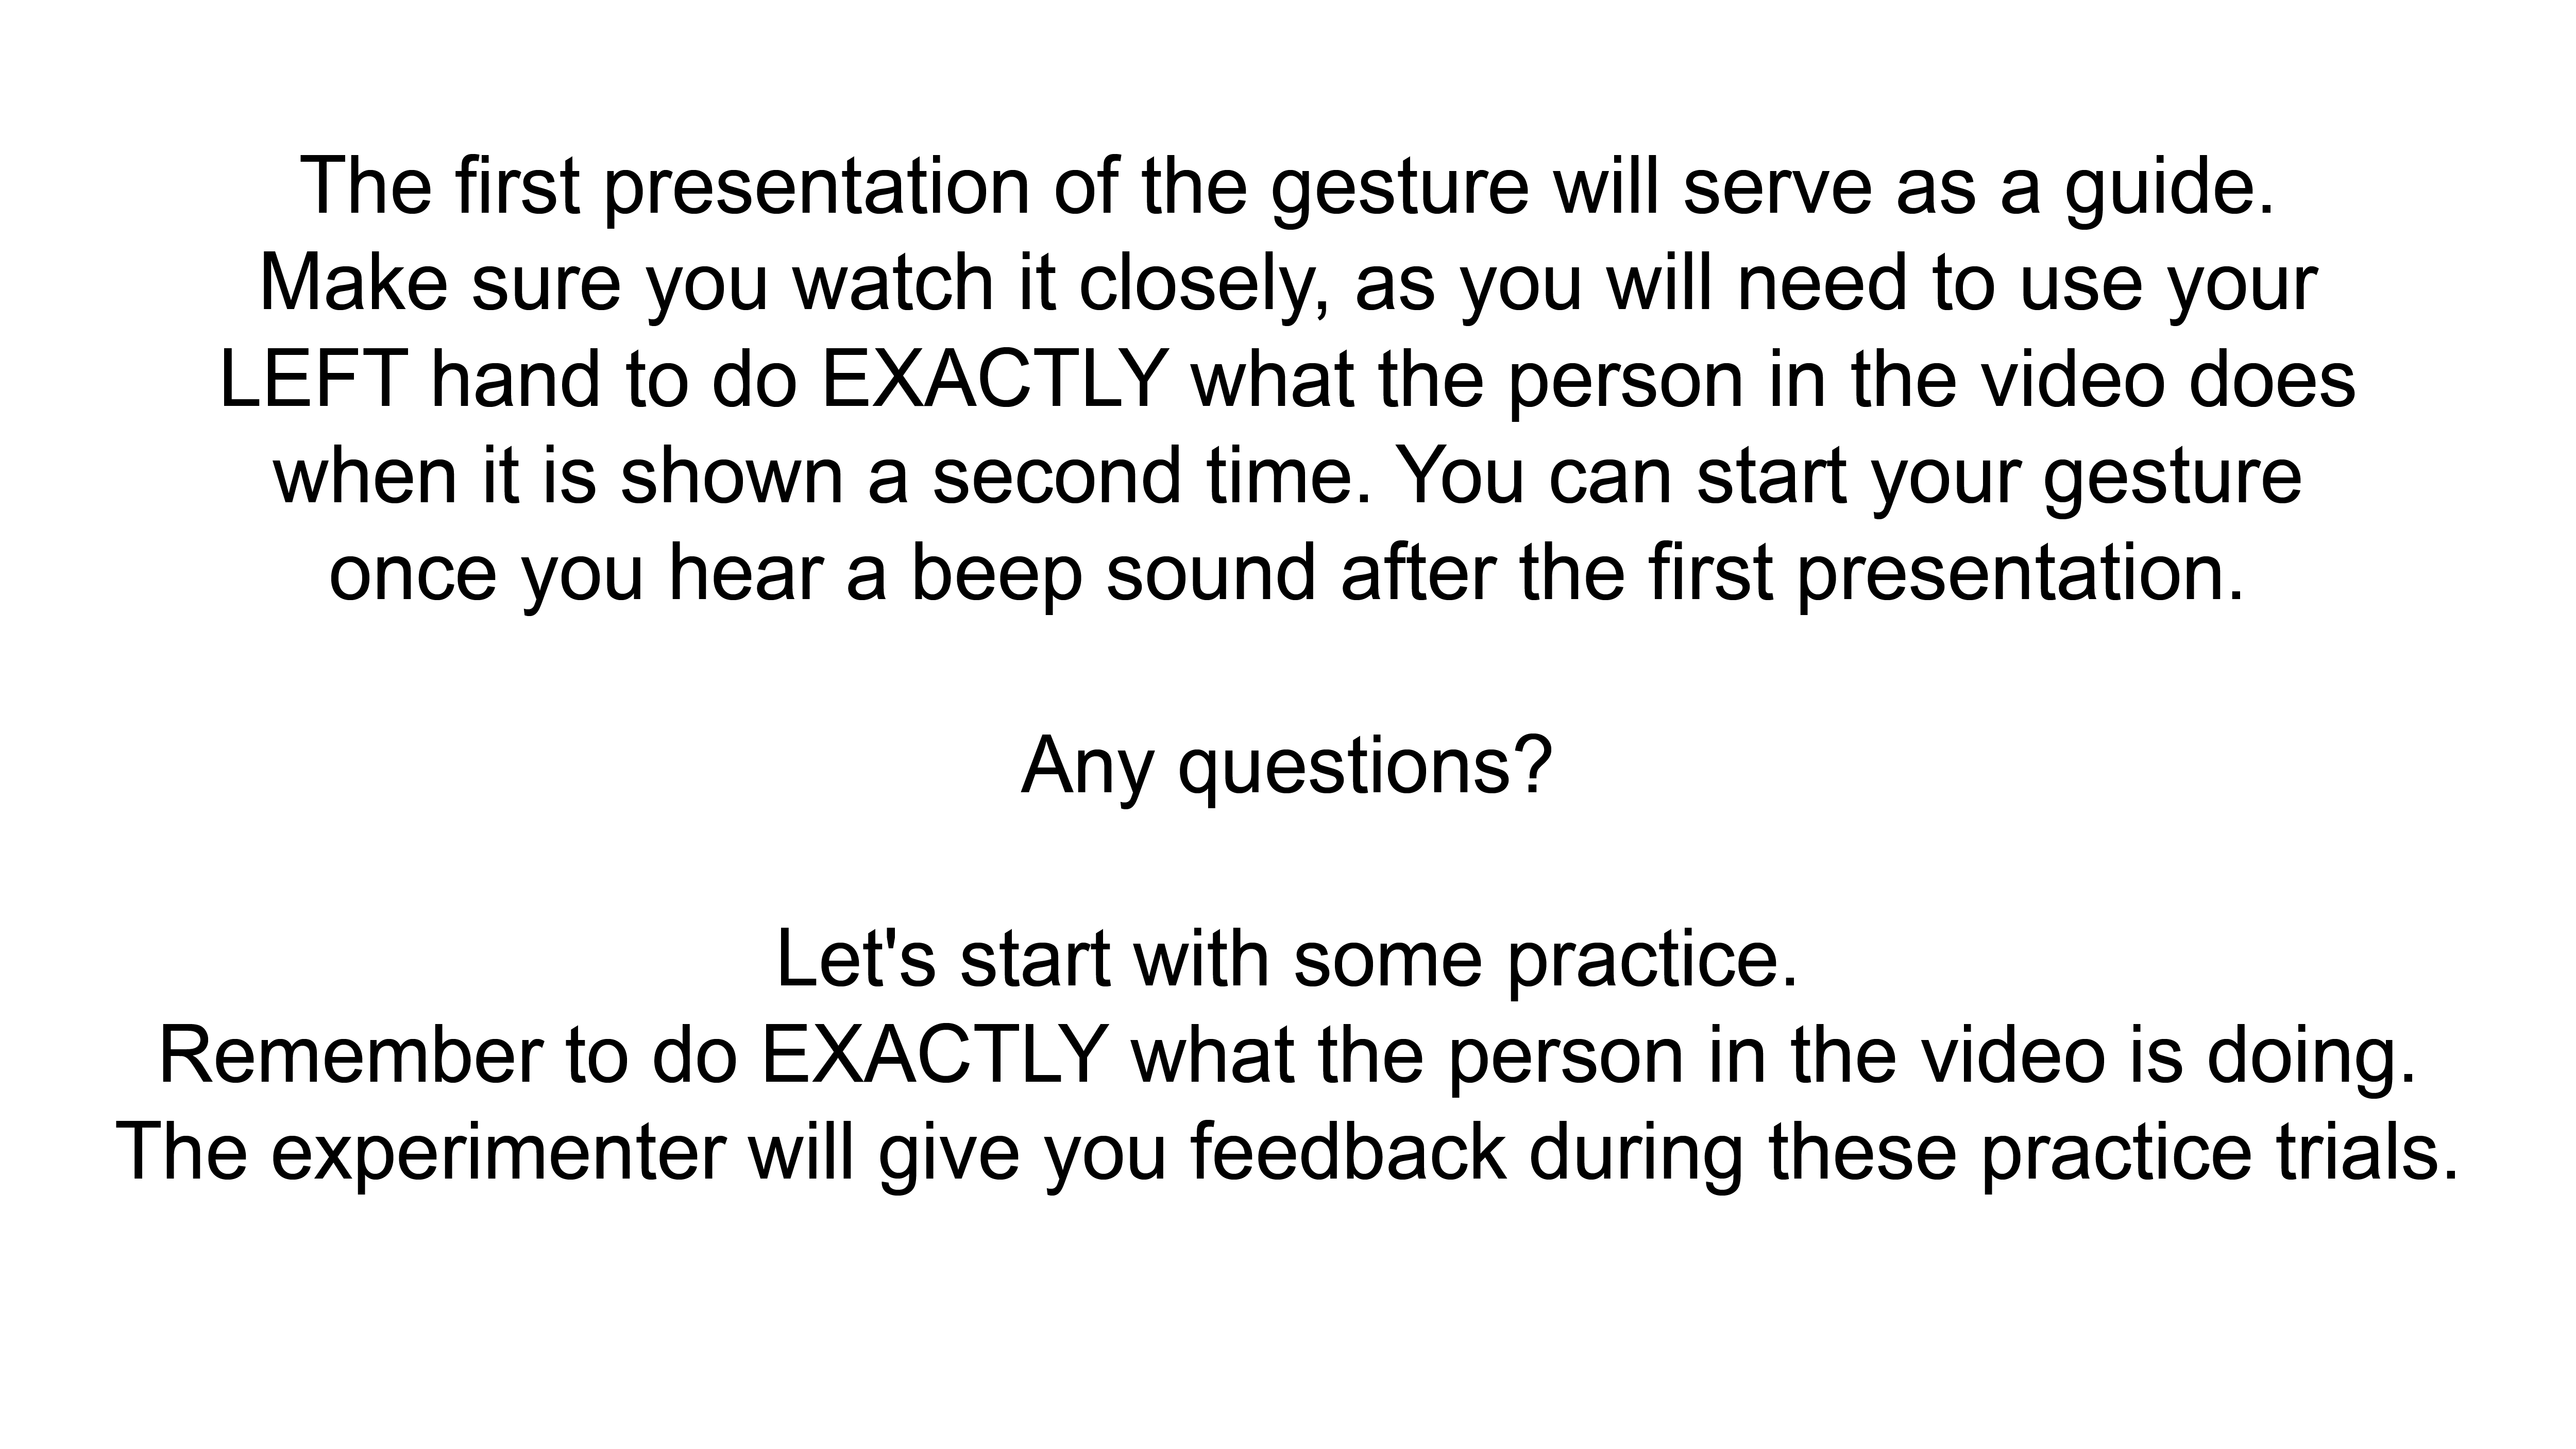 The first presentation of the gesture will serve as a guide.
Make sure you watch it closely, as you will need to use your
LEFT hand to do EXACTLY what the person in the video does
when it is shown a second time. You can start your gesture
once you hear a beep sound after the first presentation.
Any questions?
Let's start with some practice.
Remember to do EXACTLY what the person in the video is doing.
The experimenter will give you feedback during these practice trials.